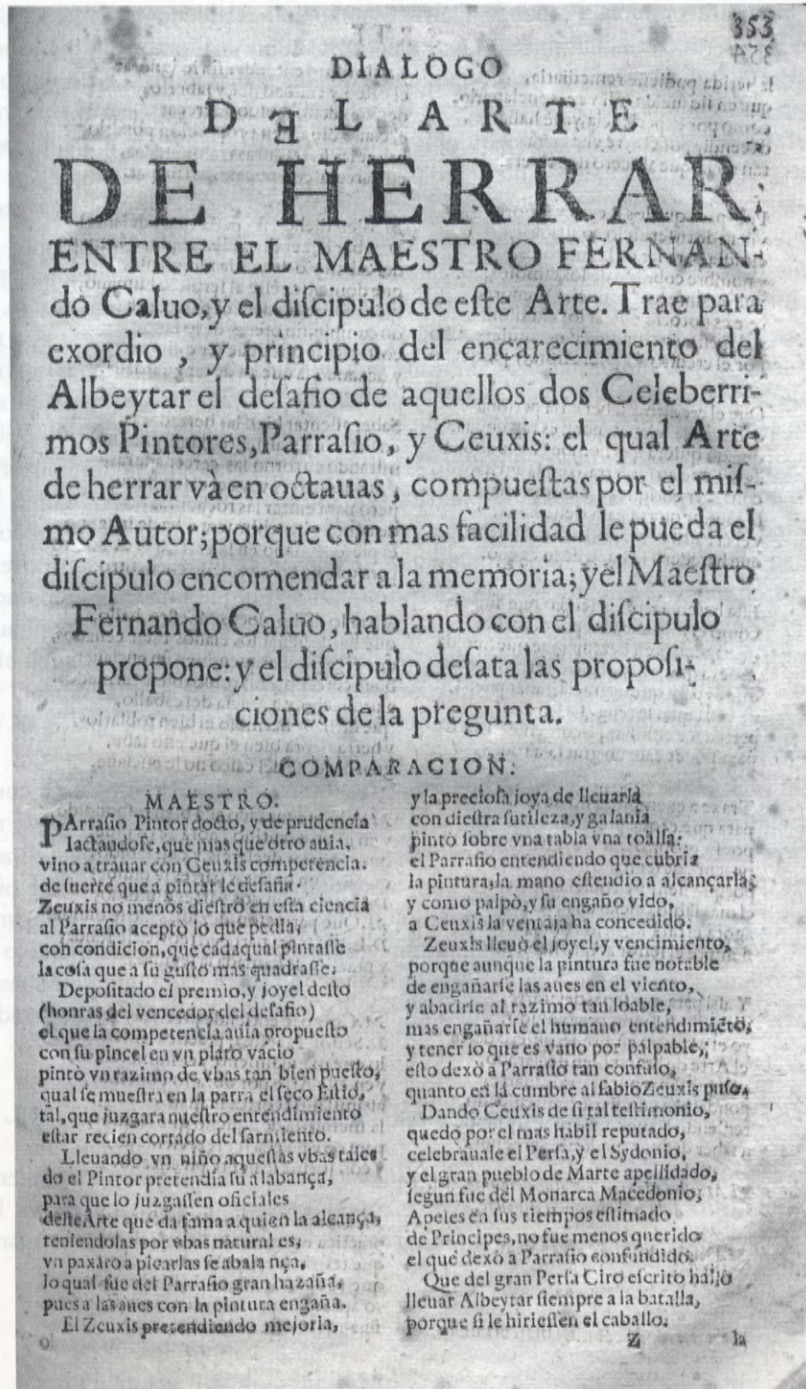 353
DIALOGO
DEL ARTE
DE HERRAR,
ENTRE EL MAESTRO FERNAN-
do Caluo, y el diſcipulo de eſte Arte. Trae para
exordio , y principio del encarecimiento del
Albeytar el deſafio de aquellos dos Celeberri-
mos Pintores, Parraſio, y Ceuxis: el qual Arte
de herrar và en octauas , compueſtas por el miſ-
mo Autor; porque con mas facilidad le pueda el
diſcipulo encomendar a la memoria; y el Maeſtro
Fernando Caluo, hablando con el diſcipulo
propone: y el diſcipulo deſata las propoſi-
ciones de la pregunta.
COMPARACION.
MAESTRO.
PArraſio Pintor docto, y de prudencia
iactandoſe, que mas que otro auia,
vino a trauar con Ceuxis competencia.
de ſuerte que a pintar le deſafia.
Zeuxis no menos dieſtro en eſta ciencia
al Parraſio aceptò lo que pedia,
con condicion, que cada qual pintaſſe
la coſa que a ſu guſto mas quadraſſe.
Depoſitado el premio, y joyel deſto
(honras del vencedor del deſafio)
el que la competencia auia propueſto
con ſu pincel en vn plato vacio
pintò vn razimo de vbas tan bien pueſto,
qual ſe mueſtra en la parra el ſeco Eſtio,
tal, que juzgara nueſtro entendimiento
eſtar recien cortado del ſarmiento.
Lleuando vn niño aqueſtas vbas tales
do el Pintor pretendia ſu alabança,
para que lo juzgaſſen oficiales
deſte Arte que da fama a quien la alcança,
teniendolas por vbas naturales,
vn paxaro a picarlas ſe abalança,
lo qual fue del Parraſio gran hazaña,
pues a las aues con la pintura engaña.
El Zeuxis pretendiendo mejoria,
y la precioſa joya de lleuarla
con dieſtra ſutileza, y galania
pintò ſobre vna tabla vna toalla:
el Parraſio entendiendo que cubria
la pintura, la mano eſtendio a alcançarla,
y como palpò, y ſu engaño vido,
a Ceuxis la ventaja ha concedido.
Zeuxis lleuò el joyel, y vencimiento,
porque aunque la pintura fue notable
de engañarſe las aues en el viento,
y abatirſe al razimo tan loable,
mas engañarſe el humano entendimiẽto,
y tener lo que es vano por palpable,
eſto dexò a Parraſio tan confuſo,
quanto en la cumbre al ſabio Zeuxis puſo.
Dando Ceuxis de ſi tal teſtimonio,
quedo por el mas habil reputado,
celebrauale el Perſa, y el Sydonio,
y el gran pueblo de Marte apellidado,
ſegun fue del Monarca Macedonio,
Apeles en ſus tiempos eſtimado
de Principes, no fue menos querido
el que dexò a Parraſio confundido.
Que del gran Perſa Ciro eſcrito hallo
lleuar Albeytar ſiempre a la batalla,
porque ſi le hirieſſen el caballo.
Z la